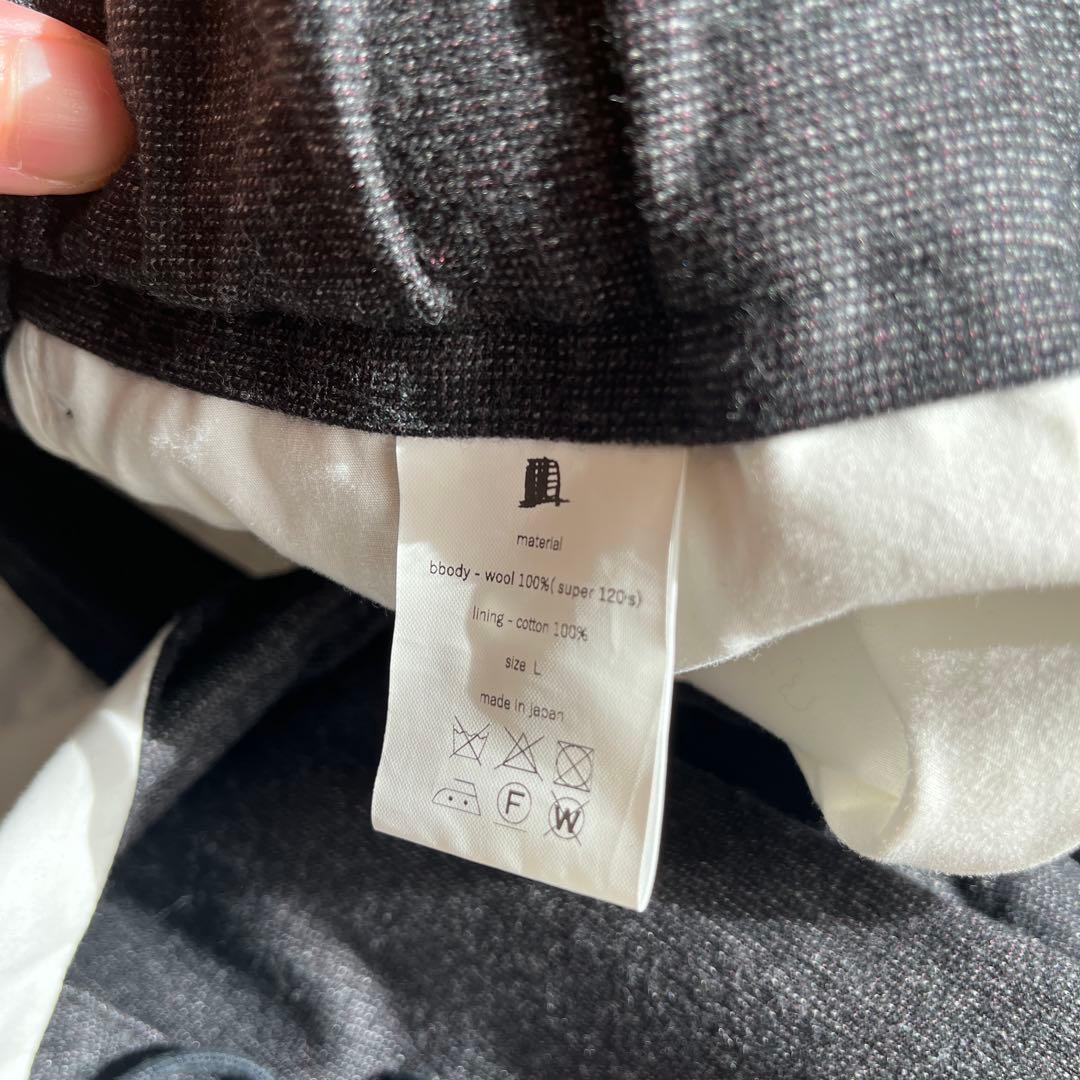 material
bbody - wool 100%(super 120's)
lining - cotton 100%
size L
made in japan
F W